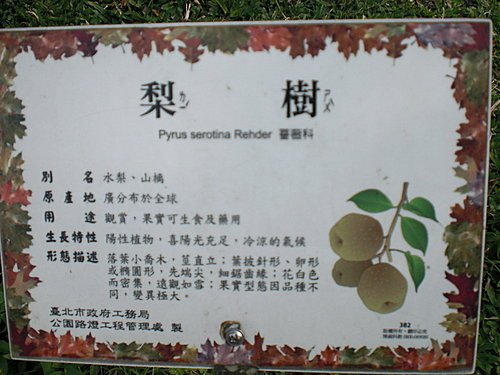 梨 樹
Pyrus serotina Rehder 薔薇科
別名 水梨、山樆
原產地 廣分布於全球
用途 觀賞，果實可生食及藥用
生長特性 陽性植物，喜陽光充足，冷涼的氣候
形態描述 落葉小喬木，莖直立；葉披針形、卵形
或橢圓形，先端尖，細鋸齒緣；花白色
而密集，遠觀如雪；果實型態因品種不
同，變異極大。
臺北市政府工務局
公園路燈工程管理處 製
382